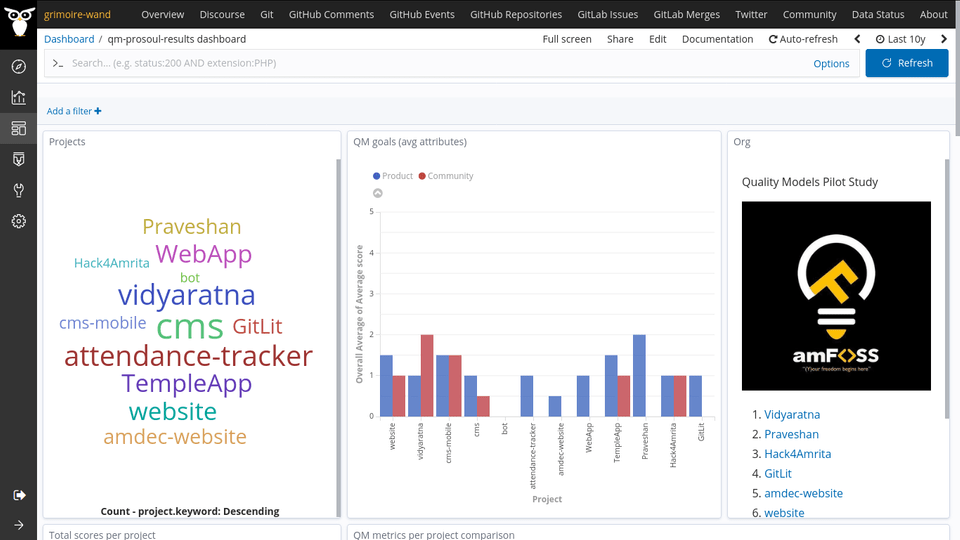 grimoire-wand Overview Discourse Git GitHub Comments GitHub Events GitHub Repositories GitLab Issues GitLab Merges Twitter Community Data Status About
Dashboard / qm-prosoul-results dashboard Full screen Share Edit Documentation Auto-refresh Last 10y
>_ Search... (e.g. status:200 AND extension:PHP) Options Refresh
Add a filter +
Projects
Praveshan
WebApp
Hack4Amrita
bot
vidyaratna
cms-mobile cms GitLit
attendance-tracker
TempleApp
website
amdec-website
Count - project.keyword: Descending
QM goals (avg attributes)
Product Community
5
4
3
2
1
0
Overall Average of Average score
website
vidyaratna
cms-mobile
cms
bot
attendance-tracker
amdec-website
WebApp
TempleApp
Praveshan
Hack4Amrita
GitLit
Project
Org
Quality Models Pilot Study
amF<>SS
"(Y)our freedom begins here"
1. Vidyaratna
2. Praveshan
3. Hack4Amrita
4. GitLit
5. amdec-website
6. website
Total scores per project
QM metrics per project comparison